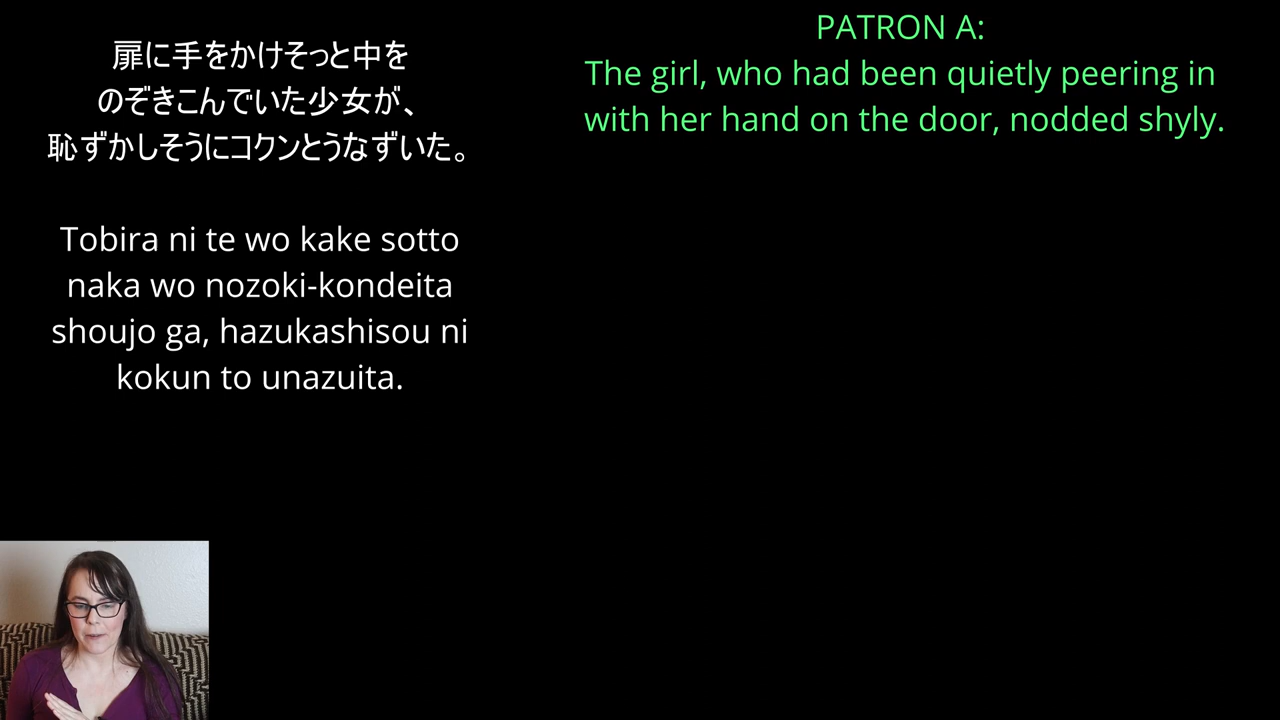 扉に手をかけそっと中を
のぞきこんでいた少女が、
恥ずかしそうにコクンとうなずいた。
Tobira ni te wo kake sotto
naka wo nozoki-kondeita
shoujo ga, hazukashisou ni
kokun to unazuita.
PATRON A:
The girl, who had been quietly peering in
with her hand on the door, nodded shyly.